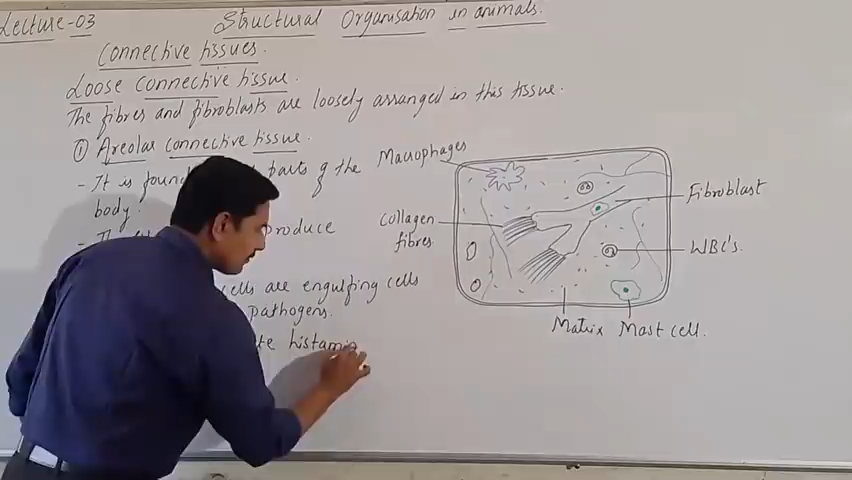 Lecture-03
Structural Organisation in animals.
Connective tissues.
Loose connective tissue.
The fibres and fibroblasts are loosely arranged in this tissue.
① Areolar connective tissue.
- It is found parts of the
body.
produce
cells are engulfing cells
pathogens.
histamin
Macrophages
Collagen
fibres
Fibroblast
WBC's.
Matrix
Mast cell.